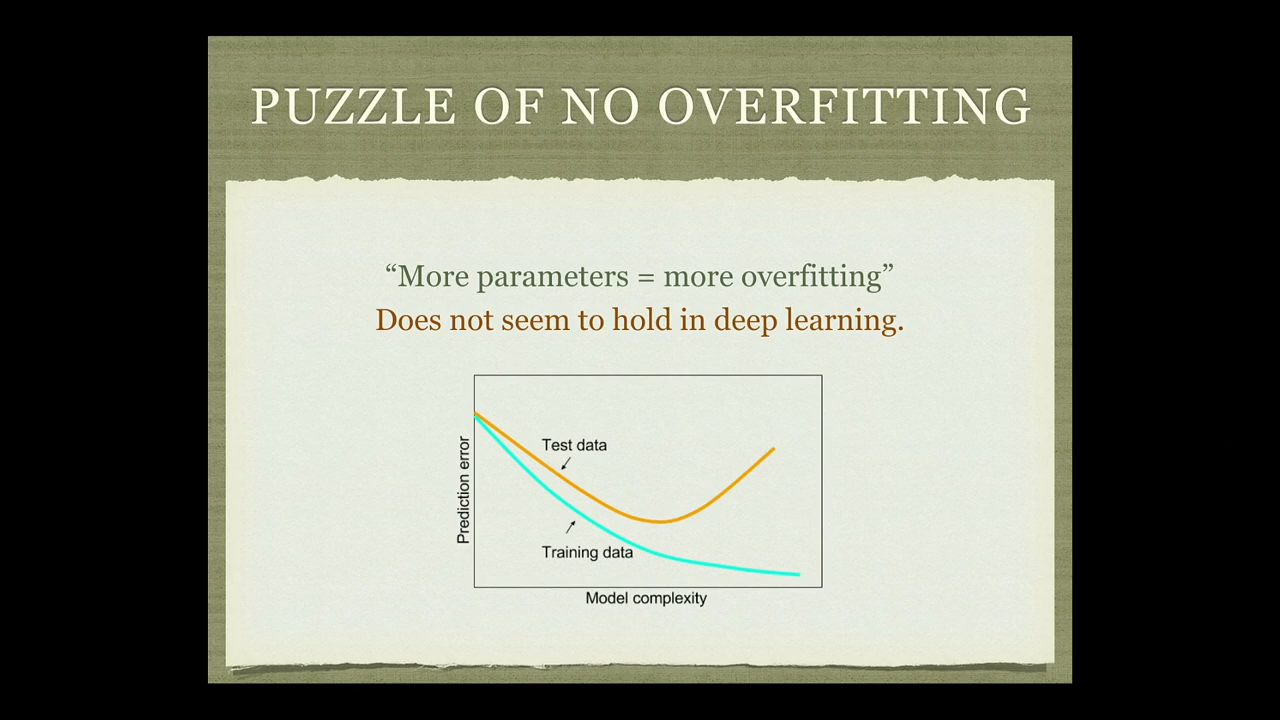 PUZZLE OF NO OVERFITTING
“More parameters = more overfitting”
Does not seem to hold in deep learning.
Test data
Training data
Prediction error
Model complexity